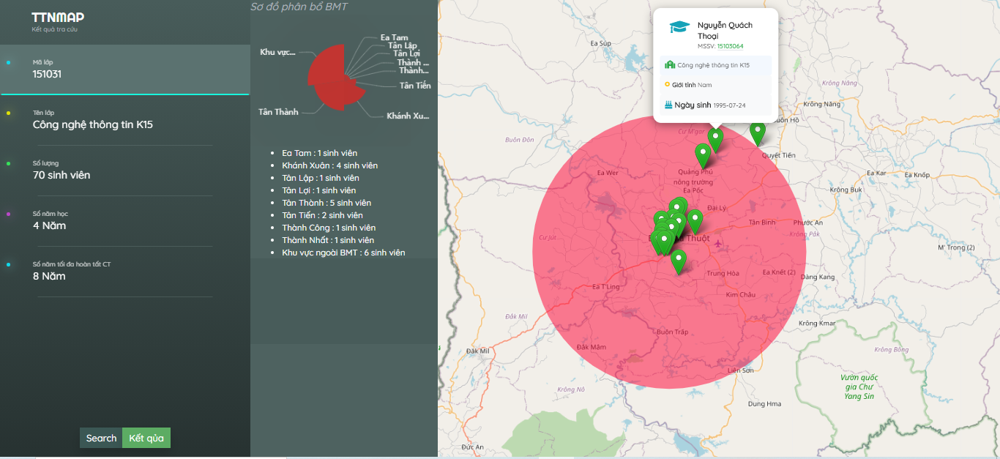 TTNMAP
Kết quả tra cứu
Mã lớp
151031
Tên lớp
Công nghệ thông tin K15
Số lượng
70 sinh viên
Số năm học
4 Năm
Số năm tối đa hoàn tất CT
8 Năm
Search
Kết qủa
Sơ đồ phân bổ BMT
Ea Tam
Tân Lập
Tân Lợi
Thành ...
Thành...
Tân Tiến
Khánh Xu...
Tân Thành
Khu vực...
Ea Tam : 1 sinh viên
Khánh Xuân : 4 sinh viên
Tân Lập : 1 sinh viên
Tân Lợi : 1 sinh viên
Tân Thành : 5 sinh viên
Tân Tiến : 2 sinh viên
Thành Công : 1 sinh viên
Thành Nhất : 1 sinh viên
Khu vực ngoài BMT : 6 sinh viên
Nguyễn Quách
Thoại
MSSV: 15103064
Công nghệ thông tin K15
Giới tính Nam
Ngày sinh 1995-07-24
Ea Súp
Krông Năng
Krông Năng
Buôn Hồ
Cư M'gar
Buôn Đôn
Quyết Tiến
Ea Wer
Quảng Phú
nông trường
Ea Pốc
Ea Kar
Ea Knốp
Krông Buk
Đại Lý
Tân Bình
Phước An
Krông Pắk
Cư Jút
Thuột
M' Trong (2)
Trung Hòa
Ea Knết (2)
Dàng Kang
Ea T'Ling
Kim Châu
Đắk Mil
Krông Kmar
Buôn Trấp
Đắk Mâm
Đắk Mil
Krông Bông
Liên Sơn
Vườn quốc
gia Chư
Yang Sin
Krông Nô
Dung Hma
Đức An